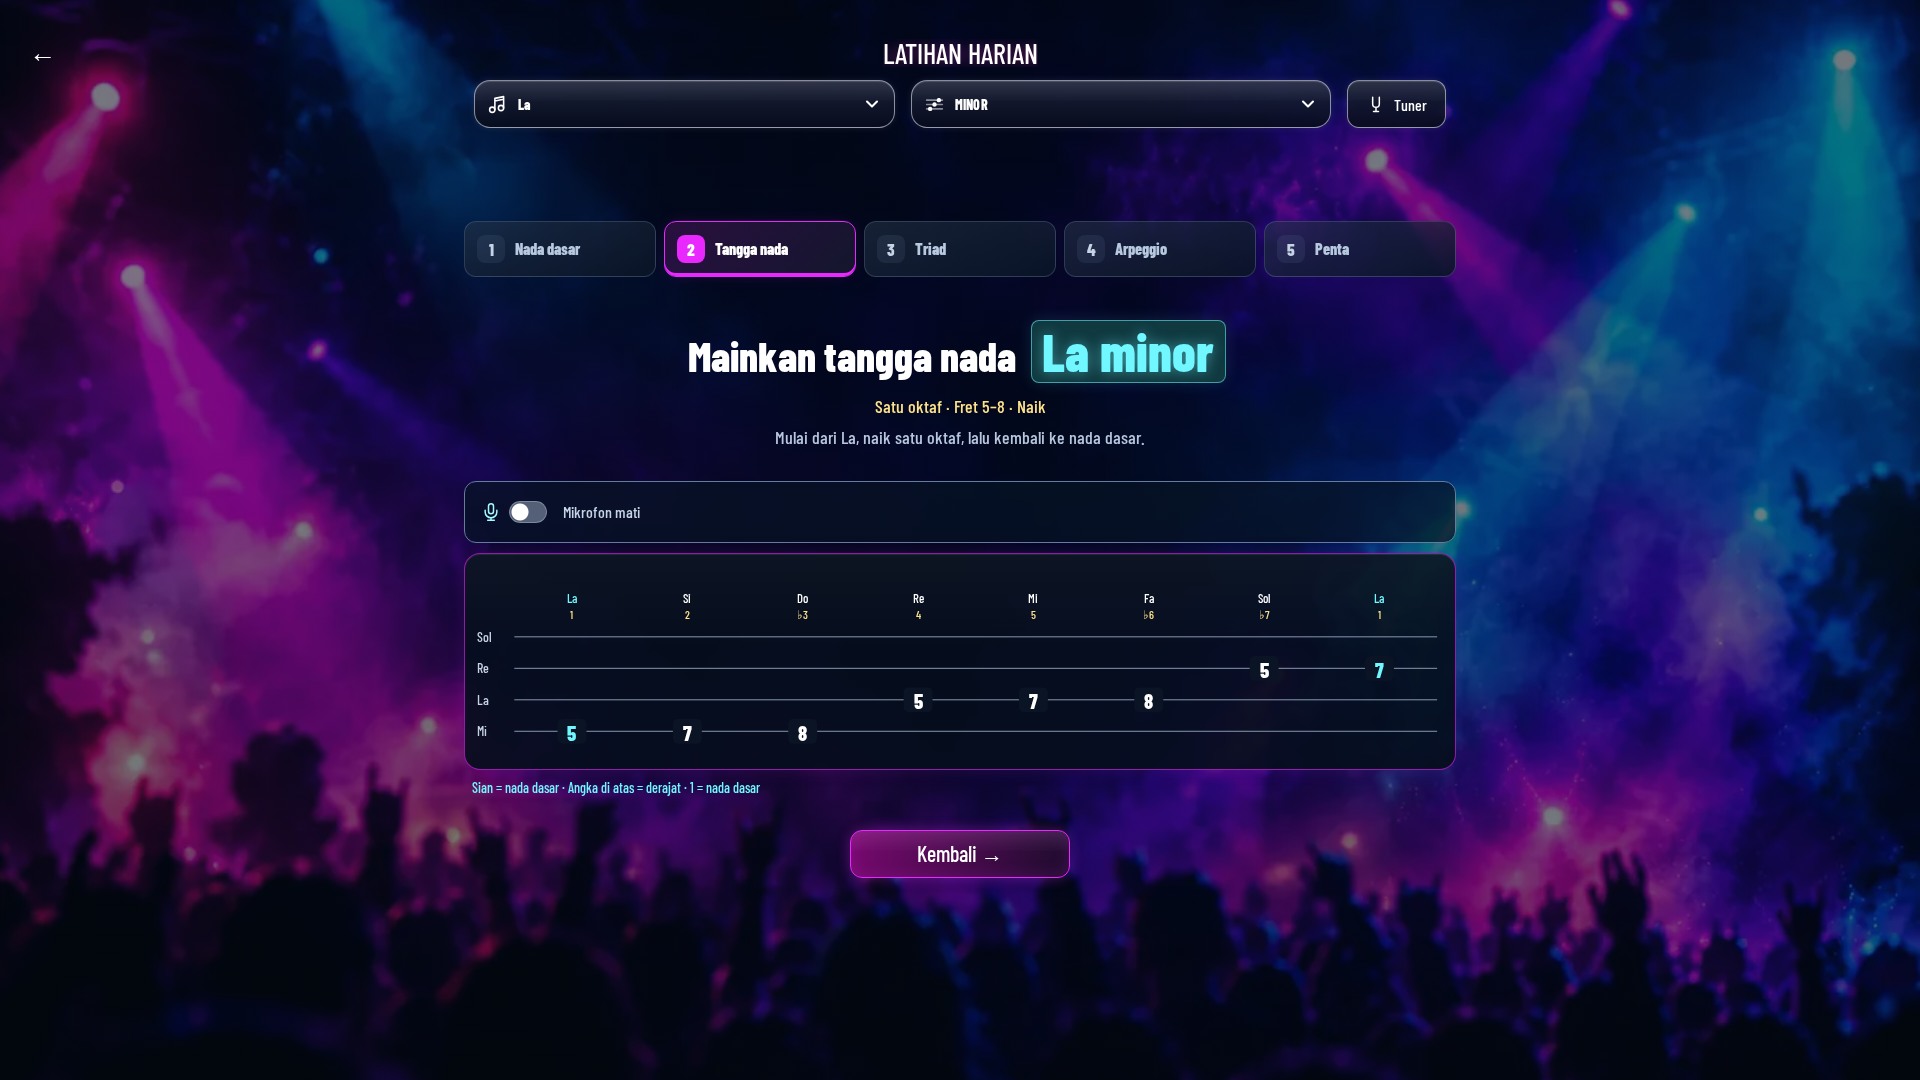 ←
LATIHAN HARIAN
La
MINOR
Tuner
1 Nada dasar
2 Tangga nada
3 Triad
4 Arpeggio
5 Penta
Mainkan tangga nada La minor
Satu oktaf · Fret 5–8 · Naik
Mulai dari La, naik satu oktaf, lalu kembali ke nada dasar.
Mikrofon mati
La Si Do Re Mi Fa Sol La
1 2 ♭3 4 5 ♭6 ♭7 1
Sol
Re 5 7
La 5 7 8
Mi 5 7 8
Sian = nada dasar · Angka di atas = derajat · 1 = nada dasar
Kembali →